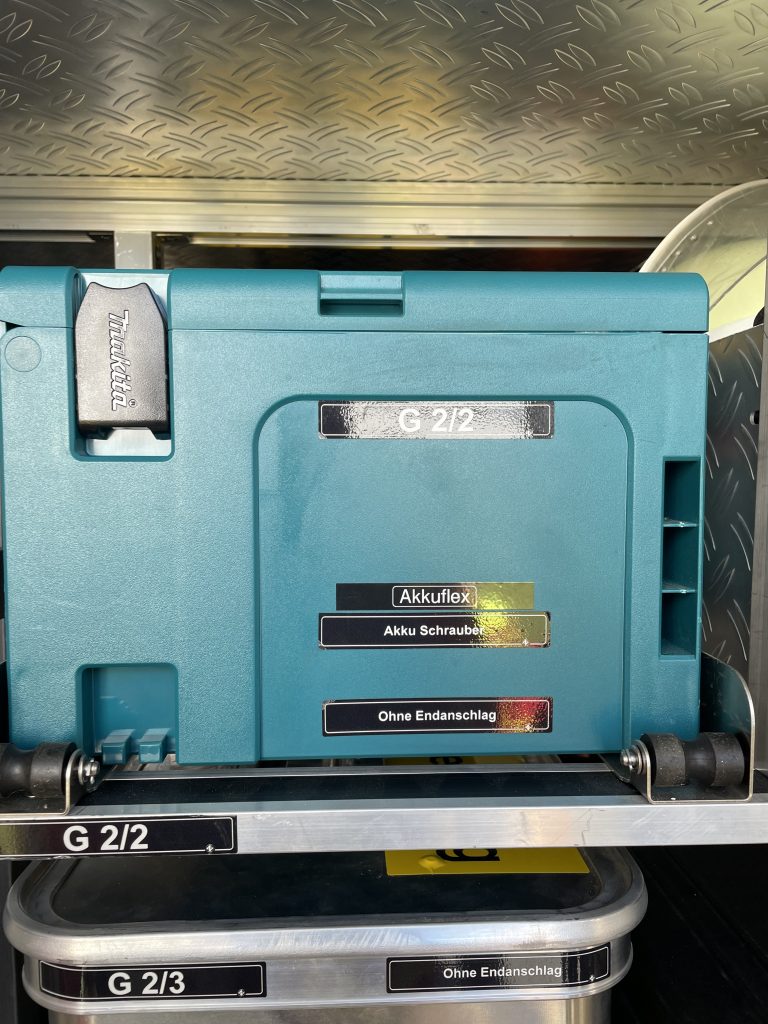 Makita
G 2/2
Akkuflex
Akku Schrauber
Ohne Endanschlag
G 2/2
G 2/3
Ohne Endanschlag